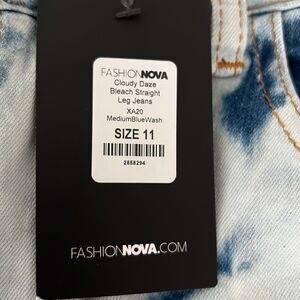 FASHIONNOVA
Cloudy Daze
Bleach Straight
Leg Jeans
XA20
MediumBlueWash
SIZE 11
2858294
FASHIONNOVA.COM